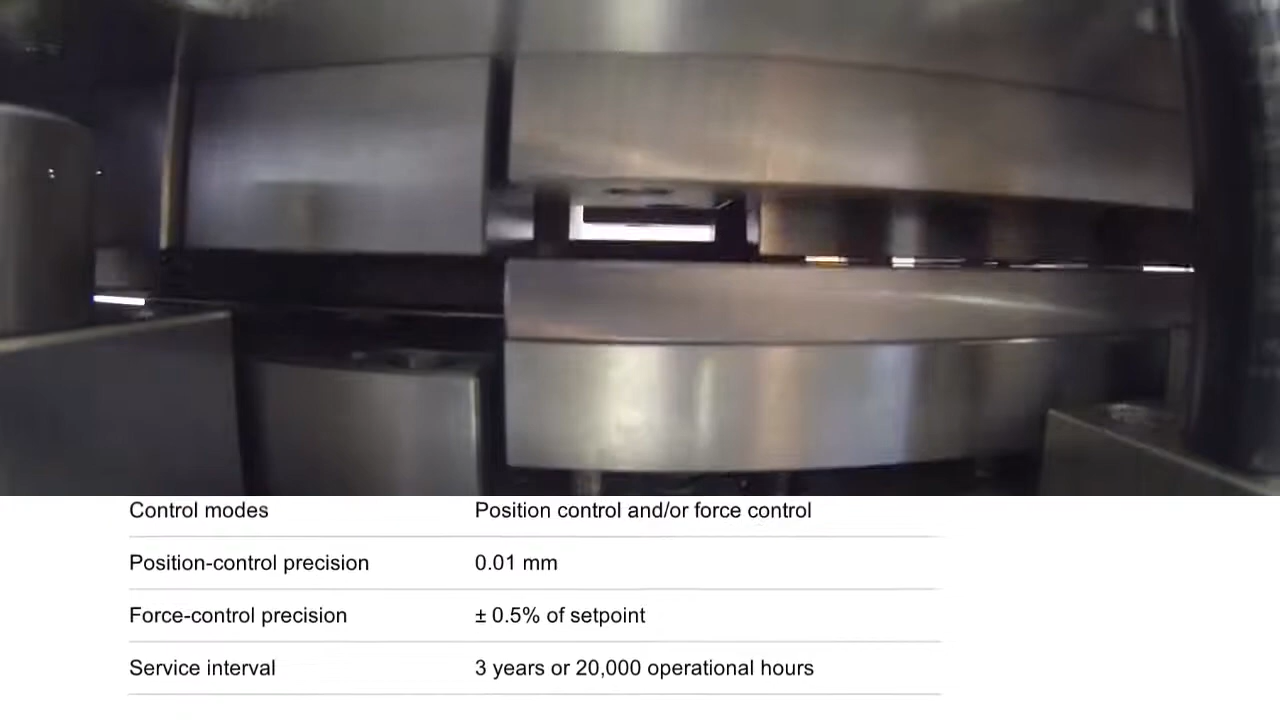 Control modes Position control and/or force control
Position-control precision 0.01 mm
Force-control precision ± 0.5% of setpoint
Service interval 3 years or 20,000 operational hours